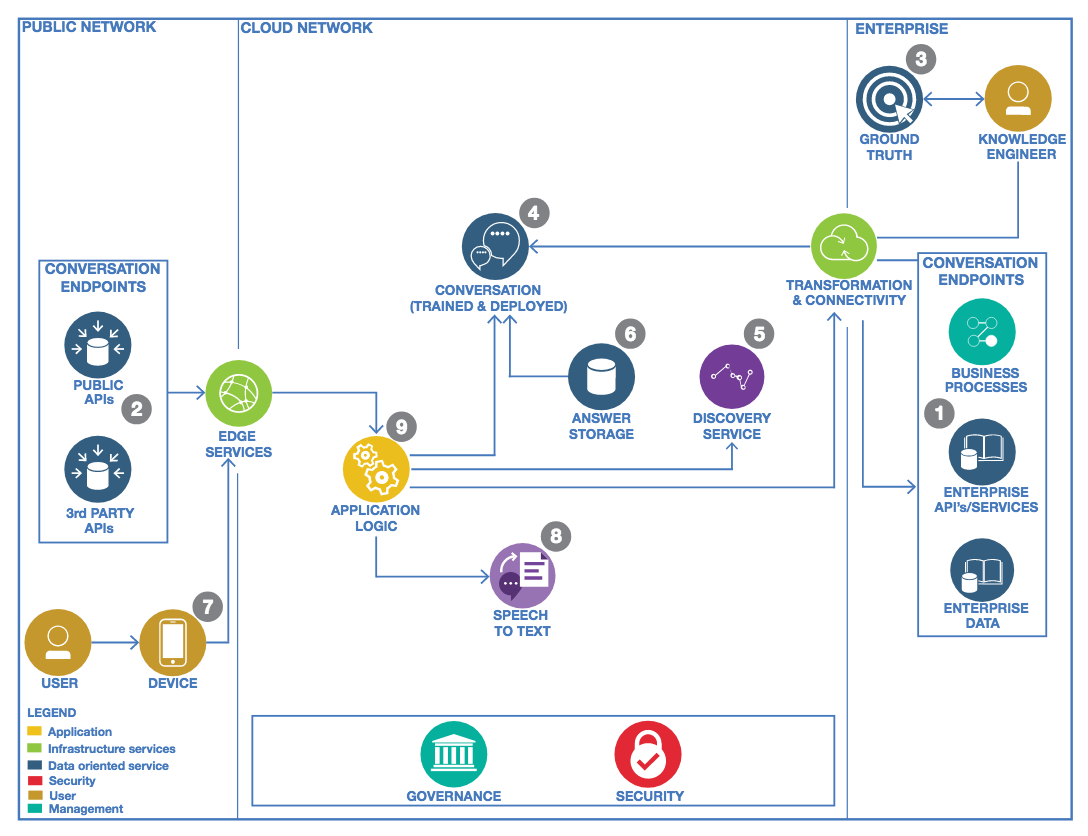 PUBLIC NETWORK
CLOUD NETWORK
ENTERPRISE
3
GROUND
TRUTH
KNOWLEDGE
ENGINEER
4
CONVERSATION
(TRAINED & DEPLOYED)
TRANSFORMATION
& CONNECTIVITY
CONVERSATION
ENDPOINTS
PUBLIC
APIs
2
3rd PARTY
APIs
EDGE
SERVICES
6
ANSWER
STORAGE
5
DISCOVERY
SERVICE
CONVERSATION
ENDPOINTS
BUSINESS
PROCESSES
1
ENTERPRISE
API's/SERVICES
ENTERPRISE
DATA
9
APPLICATION
LOGIC
8
SPEECH
TO TEXT
7
USER
DEVICE
LEGEND
Application
Infrastructure services
Data oriented service
Security
User
Management
GOVERNANCE
SECURITY